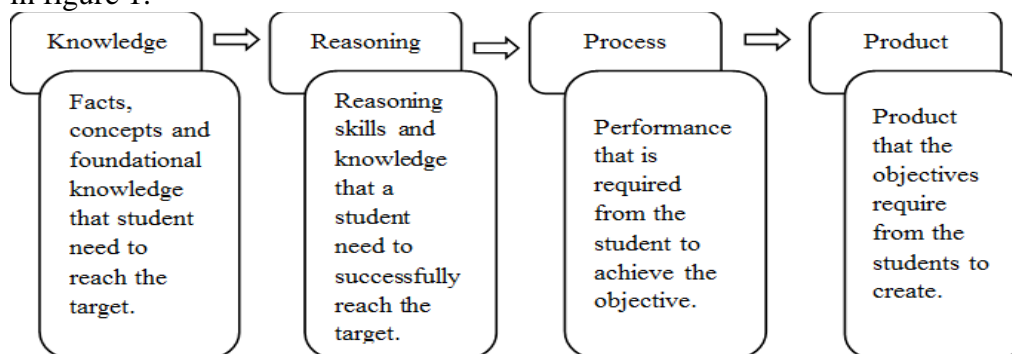 in figure 1.
Knowledge
Facts,
concepts and
foundational
knowledge
that student
need to
reach the
target.
Reasoning
Reasoning
skills and
knowledge
that a
student
need to
successfully
reach the
target.
Process
Performance
that is
required
from the
student to
achieve the
objective.
Product
Product
that the
objectives
require
from the
students to
create.